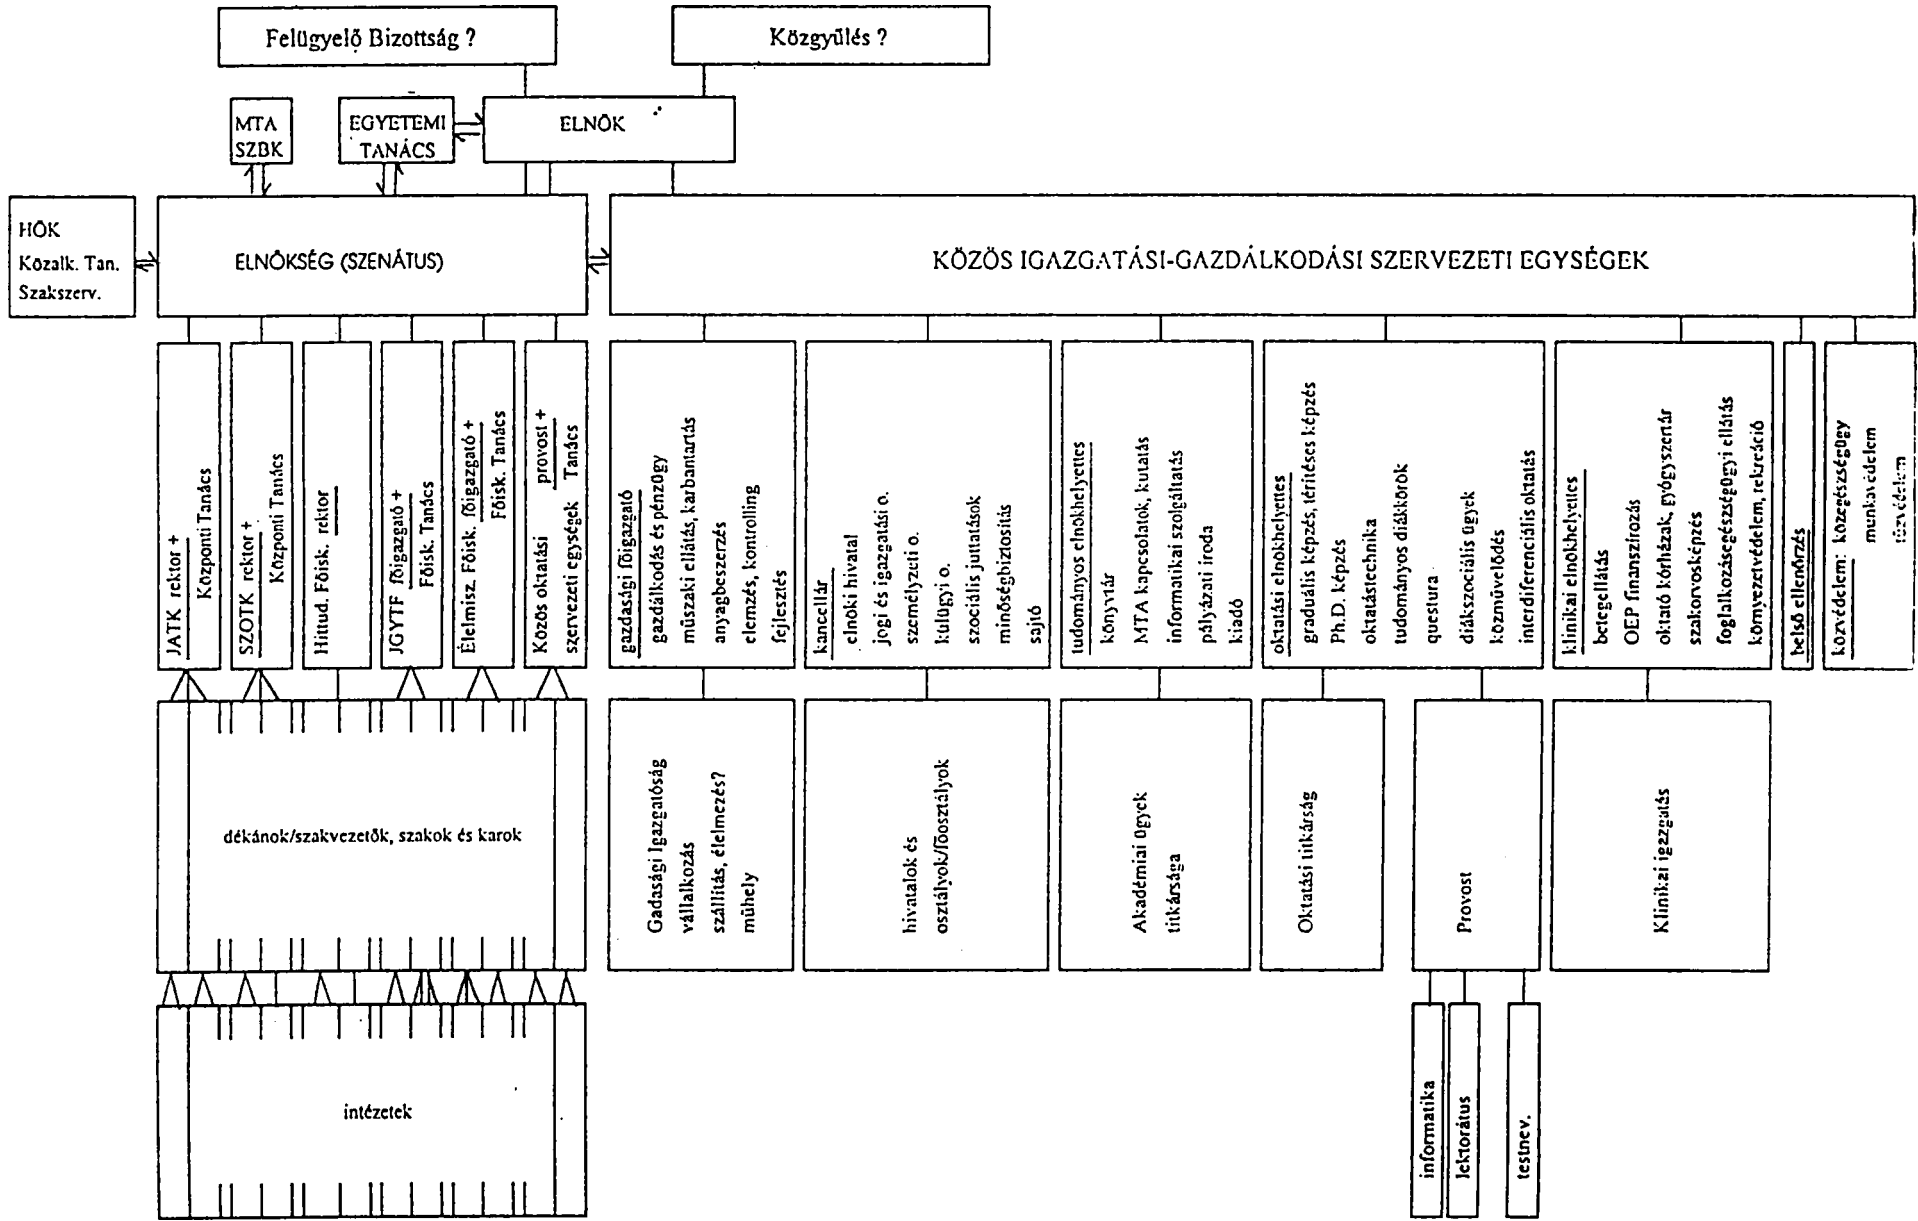 Felügyelő Bizottság ?
Közgyűlés ?
MTA
SZBK
EGYETEMI
TANÁCS
ELNÖK
HÖK
Közalk. Tan.
Szakszerv.
ELNÖKSÉG (SZENÁTUS)
KÖZÖS IGAZGATÁSI-GAZDÁLKODÁSI SZERVEZETI EGYSÉGEK
JATK rektor +
Központi Tanács
SZOTK rektor +
Központi Tanács
Hittud. Főisk. rektor
JGYTF főigazgató +
Főisk. Tanács
Élelmisz. Főisk. főigazgató +
Főisk. Tanács
Közös oktatási provost +
szervezeti egységek Tanács
gazdasági főigazgató
gazdálkodás és pénzügy
műszaki ellátás, karbantartás
anyagbeszerzés
elemzés, kontrolling
fejlesztés
kancellár
elnöki hivatal
jogi és igazgatási o.
személyzeti o.
külügyi o.
szociális juttatások
minőségbiztosítás
sajtó
tudományos elnökhelyettes
könyvtár
MTA kapcsolatok, kutatás
informatikai szolgáltatás
pályázati iroda
kiadó
oktatási elnökhelyettes
graduális képzés, térítéses képzés
Ph.D. képzés
oktatástechnika
tudományos diákkörök
questura
diákszociális ügyek
közművelődés
interdiferenciális oktatás
klinikai elnökhelyettes
betegellátás
OEP finanszírozás
oktató kórházak, gyógyszertár
szakorvosképzés
foglalkozásegészségügyi ellátás
környezetvédelem, rekreáció
belső ellenőrzés
közvédelem: közegészségügy
munkavédelem
tűzvédelem
dékánok/szakvezetők, szakok és karok
Gadasági Igazgatóság
vállalkozás
szállítás, élelmezés?
műhely
hivatalok és
osztályok/főosztályok
Akadémiai ügyek
titkársága
Oktatási titkárság
Provost
Klinikai igazgatás
intézetek
informatika
lektorátus
testnev.